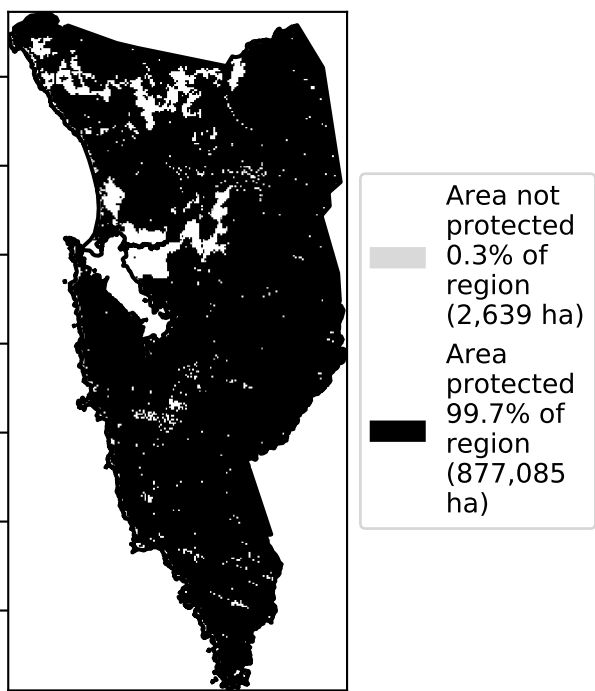 Area not
protected
0.3% of
region
(2,639 ha)
Area
protected
99.7% of
region
(877,085
ha)